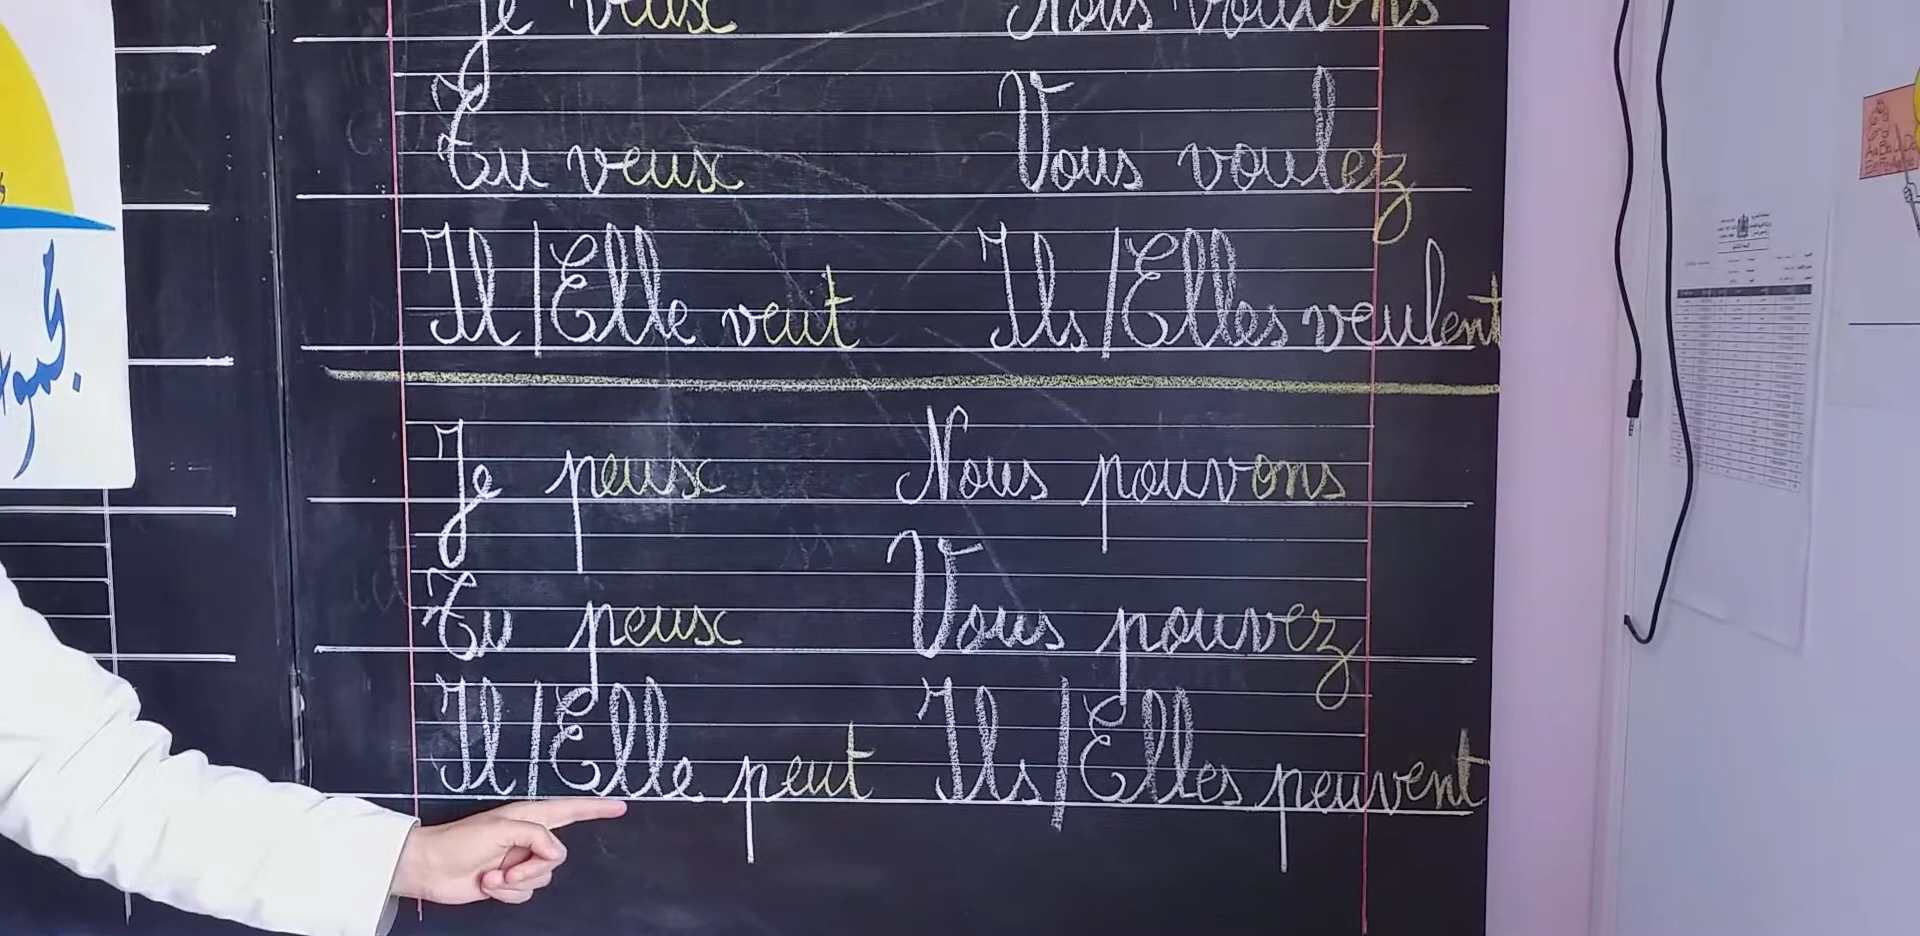 Je veux Nous voulons
Tu veux Vous voulez
Il/Elle veut Ils/Elles veulent
Je peux Nous pouvons
Tu peux Vous pouvez
Il/Elle peut Ils/Elles peuvent